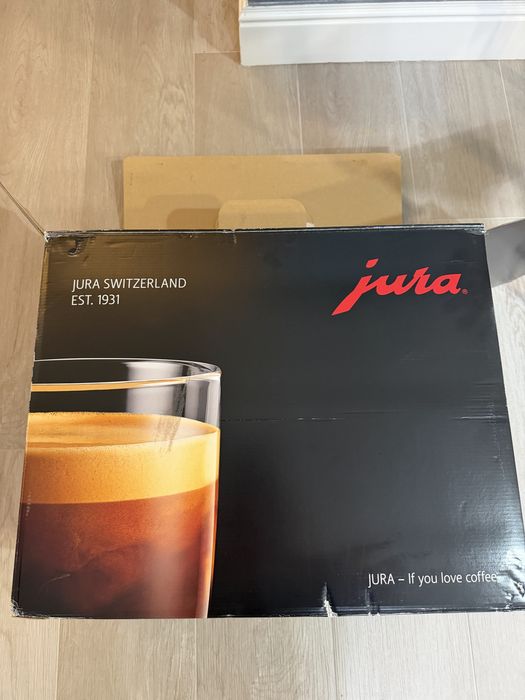 JURA SWITZERLAND
EST. 1931
jura
JURA – If you love coffee